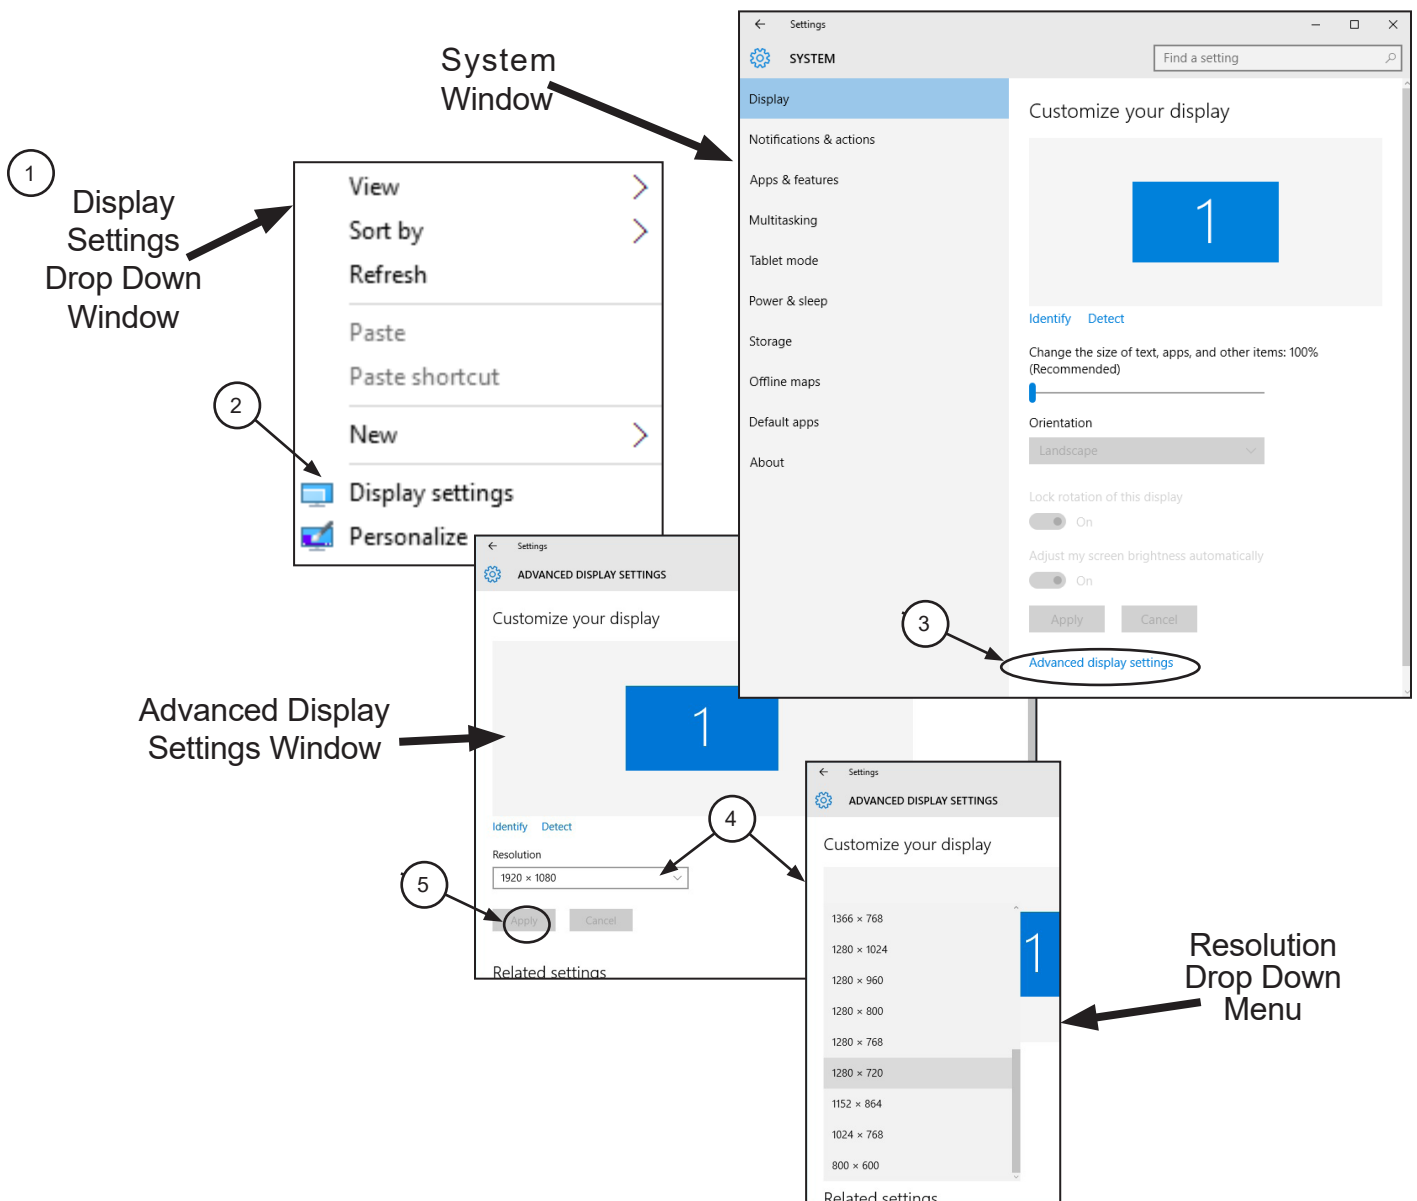 1
Display
Settings
Drop Down
Window
View
Sort by
Refresh
Paste
Paste shortcut
New
2
Display settings
Personalize
System
Window
Settings
SYSTEM
Find a setting
Display
Notifications & actions
Apps & features
Multitasking
Tablet mode
Power & sleep
Storage
Offline maps
Default apps
About
Customize your display
1
Identify Detect
Change the size of text, apps, and other items: 100%
(Recommended)
Orientation
Landscape
Lock rotation of this display
On
Adjust my screen brightness automatically
On
Apply Cancel
3
Advanced display settings
Advanced Display
Settings Window
Settings
ADVANCED DISPLAY SETTINGS
Customize your display
1
Identify Detect
Resolution
1920 × 1080
4
5
Apply Cancel
Related settings
Settings
ADVANCED DISPLAY SETTINGS
Customize your display
1
1366 × 768
1280 × 1024
1280 × 960
1280 × 800
1280 × 768
1280 × 720
1152 × 864
1024 × 768
800 × 600
Related settings
Resolution
Drop Down
Menu